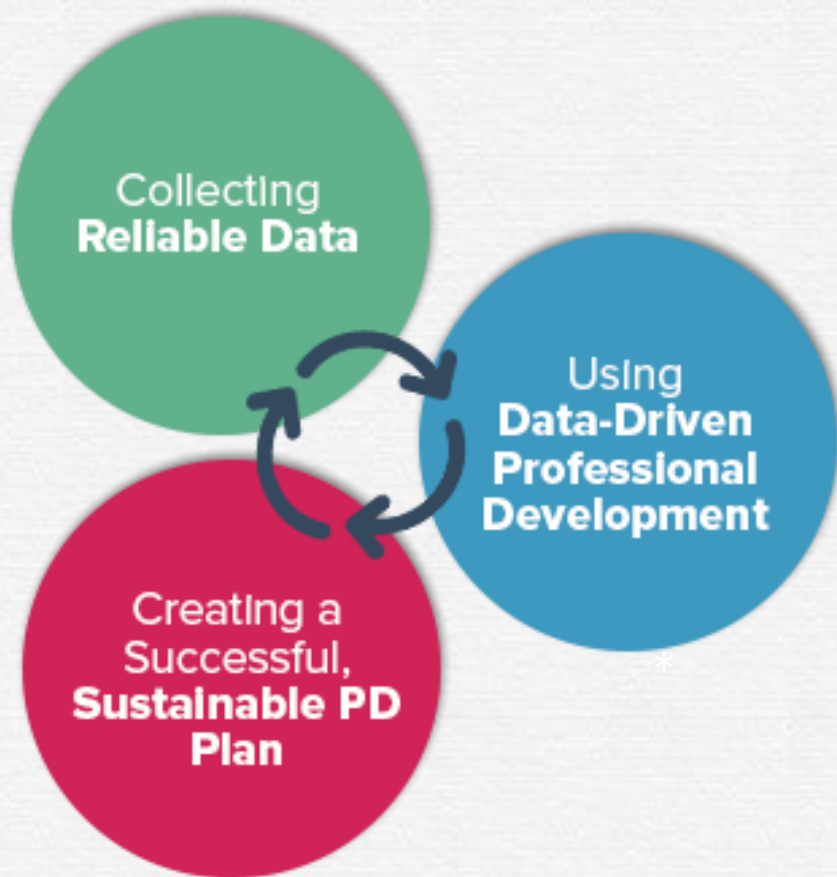 Collecting
Reliable Data
Using
Data-Driven
Professional
Development
*
Creating a
Successful,
Sustainable PD
Plan